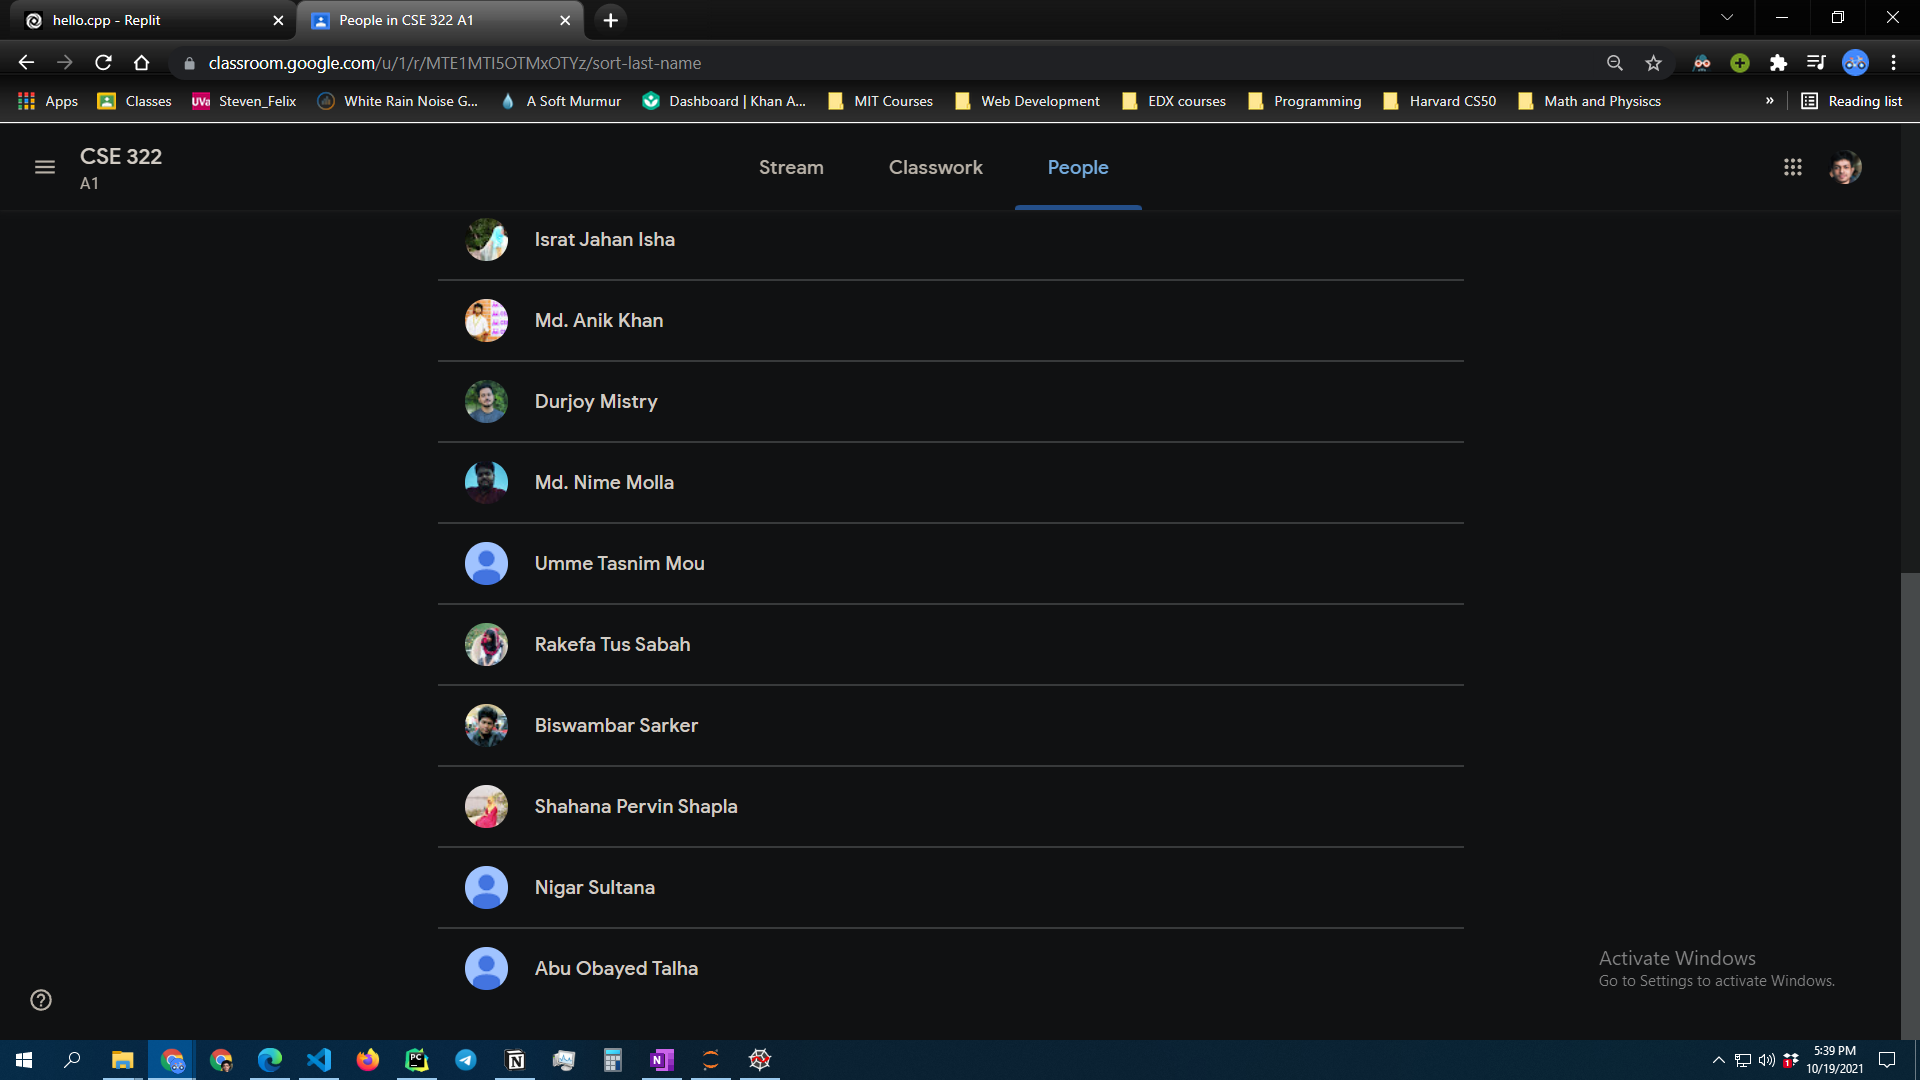 hello.cpp - Replit
People in CSE 322 A1
classroom.google.com/u/1/r/MTE1MTI5OTMxOTYz/sort-last-name
Apps
Classes
UVa Steven_Felix
White Rain Noise G...
A Soft Murmur
Dashboard | Khan A...
MIT Courses
Web Development
EDX courses
Programming
Harvard CS50
Math and Physiscs
»
Reading list
CSE 322
A1
Stream
Classwork
People
Israt Jahan Isha
Md. Anik Khan
Durjoy Mistry
Md. Nime Molla
Umme Tasnim Mou
Rakefa Tus Sabah
Biswambar Sarker
Shahana Pervin Shapla
Nigar Sultana
Abu Obayed Talha
Activate Windows
Go to Settings to activate Windows.
5:39 PM
10/19/2021